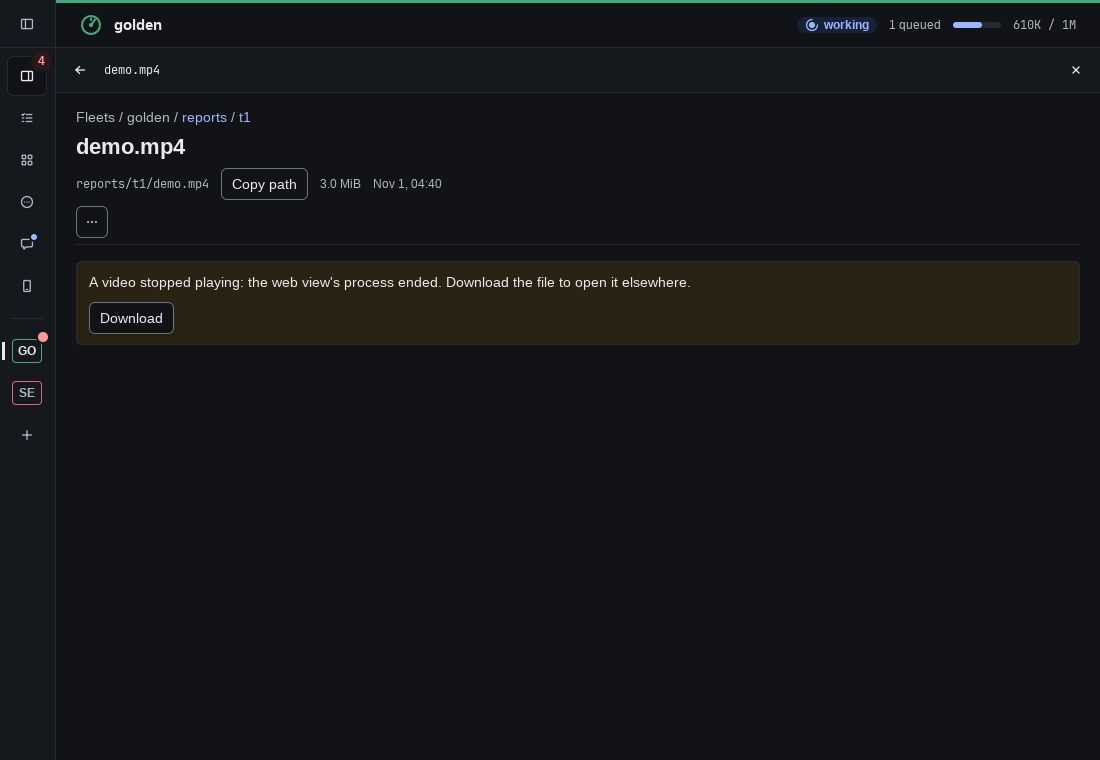 golden
working
1 queued
610K / 1M
4
demo.mp4
Fleets / golden / reports / t1
demo.mp4
reports/t1/demo.mp4
Copy path
3.0 MiB
Nov 1, 04:40
...
A video stopped playing: the web view's process ended. Download the file to open it elsewhere.
Download
GO
SE